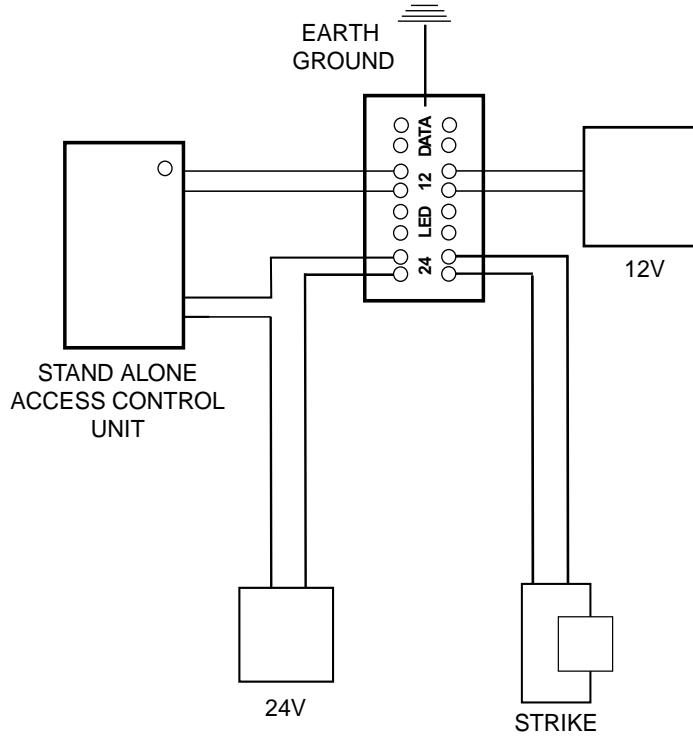 EARTH
GROUND
DATA
12
LED
24
12V
STAND ALONE
ACCESS CONTROL
UNIT
24V
STRIKE